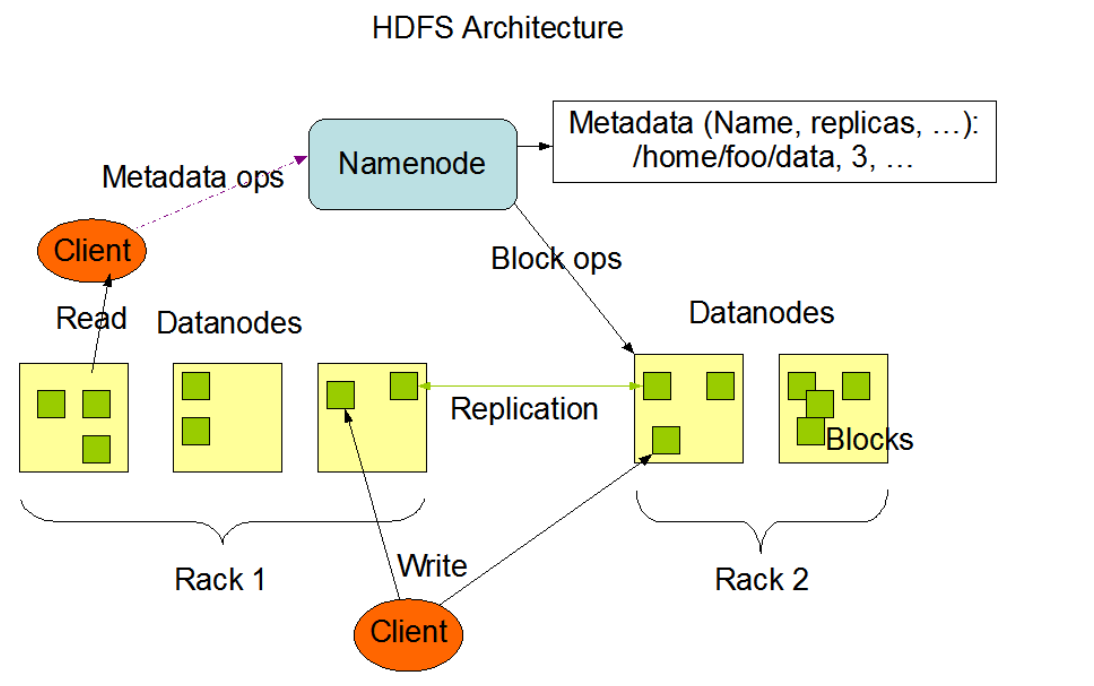 HDFS Architecture
Metadata (Name, replicas, …):
/home/foo/data, 3, …
Namenode
Metadata ops
Client
Block ops
Read
Datanodes
Datanodes
Replication
Blocks
Write
Rack 1
Rack 2
Client